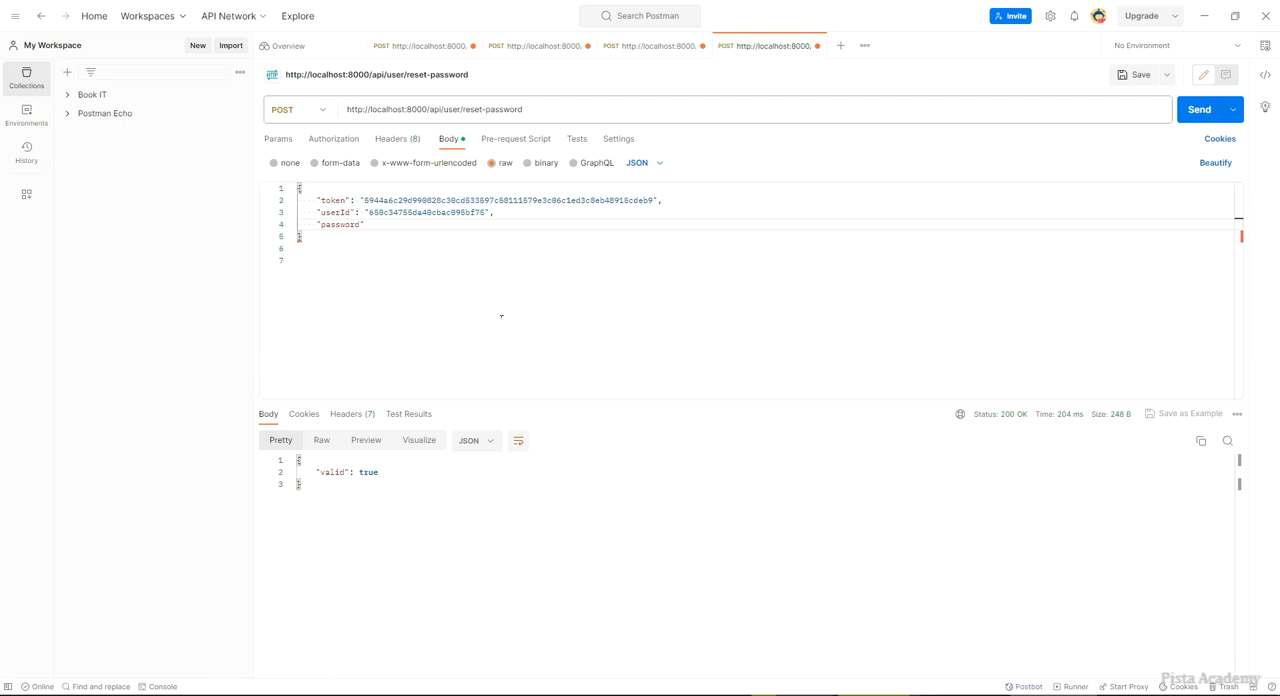 Home Workspaces API Network Explore Search Postman Invite Upgrade
My Workspace New Import Overview POST http://localhost:8000, POST http://localhost:8000, POST http://localhost:8000, POST http://localhost:8000, No Environment
Collections
Environments
History
Book IT
Postman Echo
http://localhost:8000/api/user/reset-password Save
POST http://localhost:8000/api/user/reset-password Send
Params Authorization Headers (8) Body Pre-request Script Tests Settings Cookies
none form-data x-www-form-urlencoded raw binary GraphQL JSON Beautify
1 {
2 "token": "5944a6c29d990828c30cd533597c58111579e3c06c1ed3c8eb48915cdeb9",
3 "userId": "650c34755da40cbac095bf75",
4 "password"
5 }
6
7
Body Cookies Headers (7) Test Results Status: 200 OK Time: 204 ms Size: 248 B Save as Example
Pretty Raw Preview Visualize JSON
1 {
2 "valid": true
3 }
Pista Academy
Online Find and replace Console Postbot Runner Start Proxy Cookies Trash